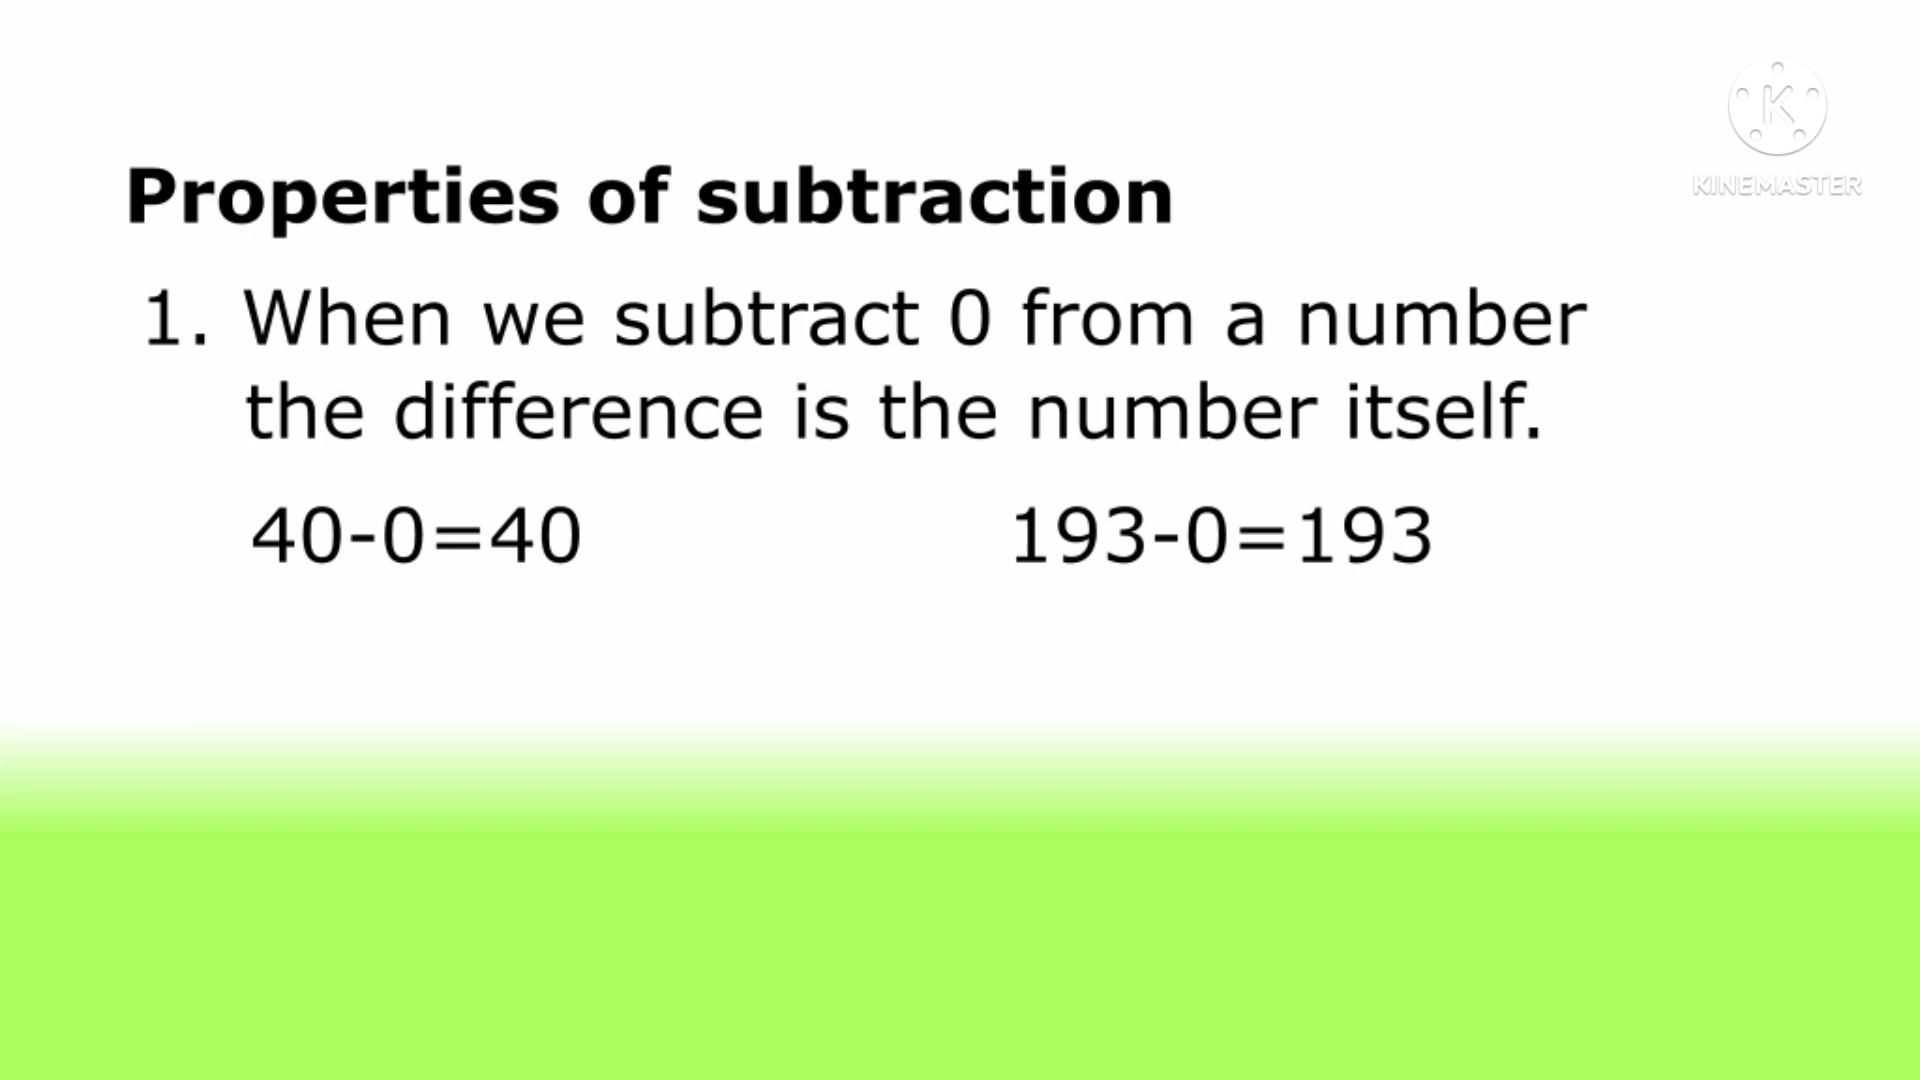 K
KINEMASTER
Properties of subtraction
1. When we subtract 0 from a number
the difference is the number itself.
40-0=40 193-0=193